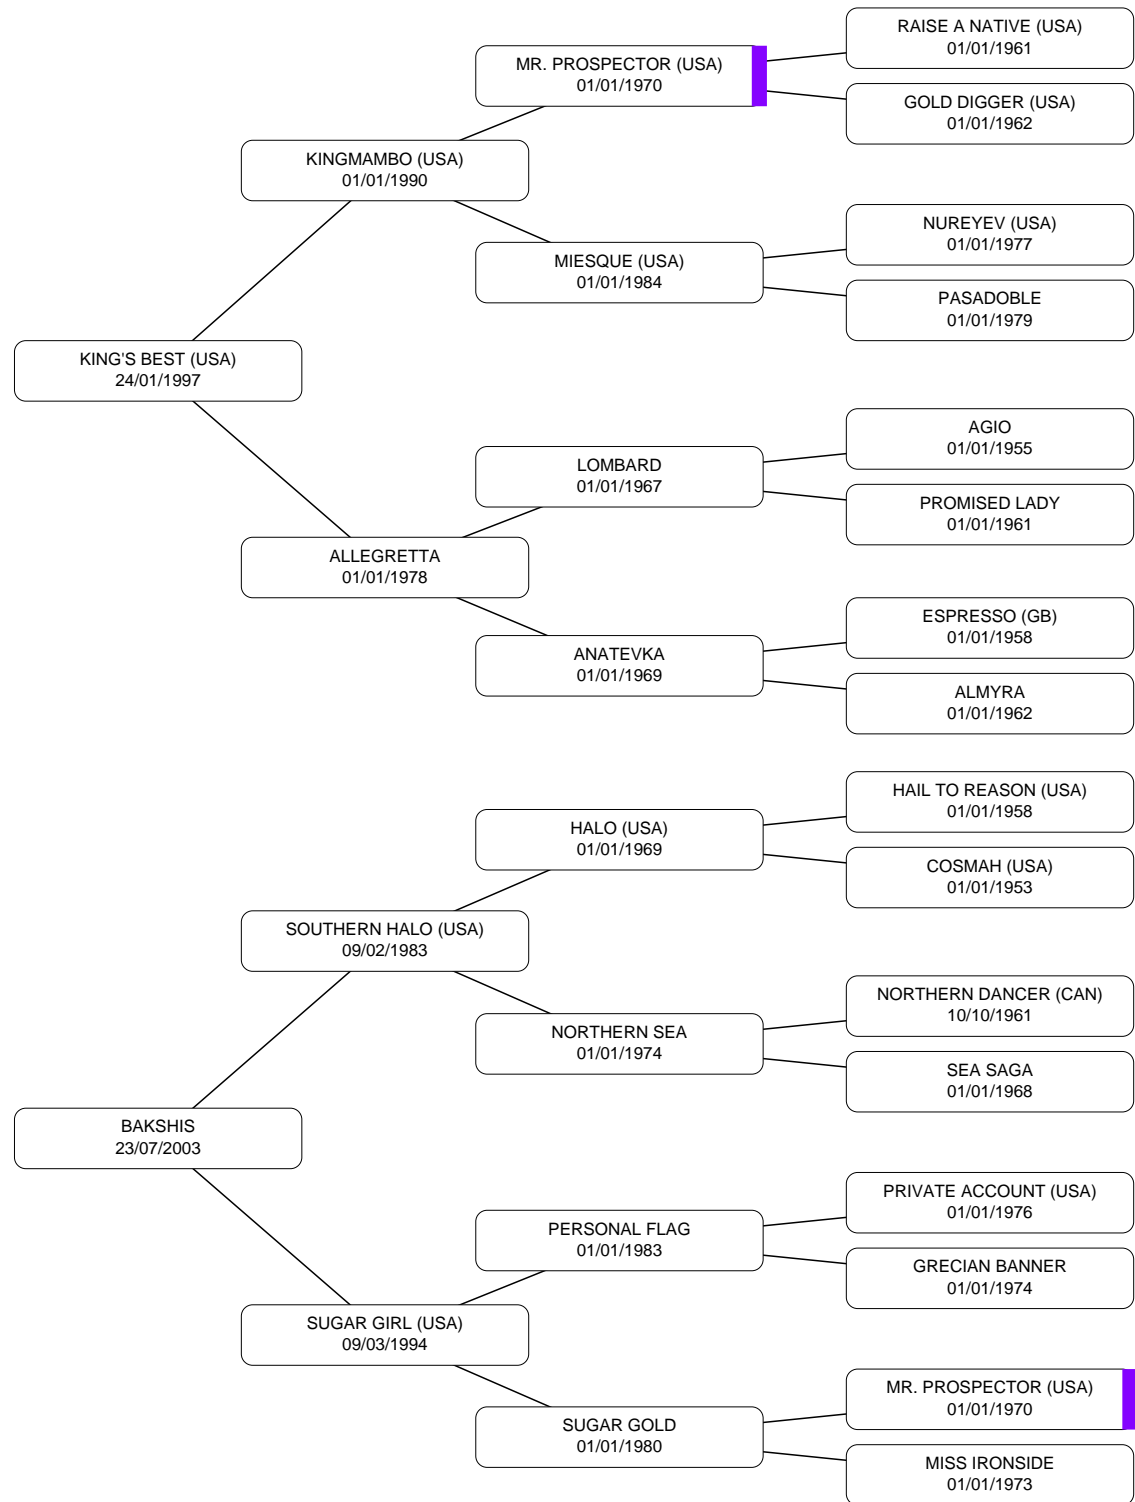 RAISE A NATIVE (USA)
01/01/1961
MR. PROSPECTOR (USA)
01/01/1970
GOLD DIGGER (USA)
01/01/1962
KINGMAMBO (USA)
01/01/1990
NUREYEV (USA)
01/01/1977
MIESQUE (USA)
01/01/1984
PASADOBLE
01/01/1979
KING'S BEST (USA)
24/01/1997
AGIO
01/01/1955
LOMBARD
01/01/1967
PROMISED LADY
01/01/1961
ALLEGRETTA
01/01/1978
ESPRESSO (GB)
01/01/1958
ANATEVKA
01/01/1969
ALMYRA
01/01/1962
HAIL TO REASON (USA)
01/01/1958
HALO (USA)
01/01/1969
COSMAH (USA)
01/01/1953
SOUTHERN HALO (USA)
09/02/1983
NORTHERN DANCER (CAN)
10/10/1961
NORTHERN SEA
01/01/1974
SEA SAGA
01/01/1968
BAKSHIS
23/07/2003
PRIVATE ACCOUNT (USA)
01/01/1976
PERSONAL FLAG
01/01/1983
GRECIAN BANNER
01/01/1974
SUGAR GIRL (USA)
09/03/1994
MR. PROSPECTOR (USA)
01/01/1970
SUGAR GOLD
01/01/1980
MISS IRONSIDE
01/01/1973